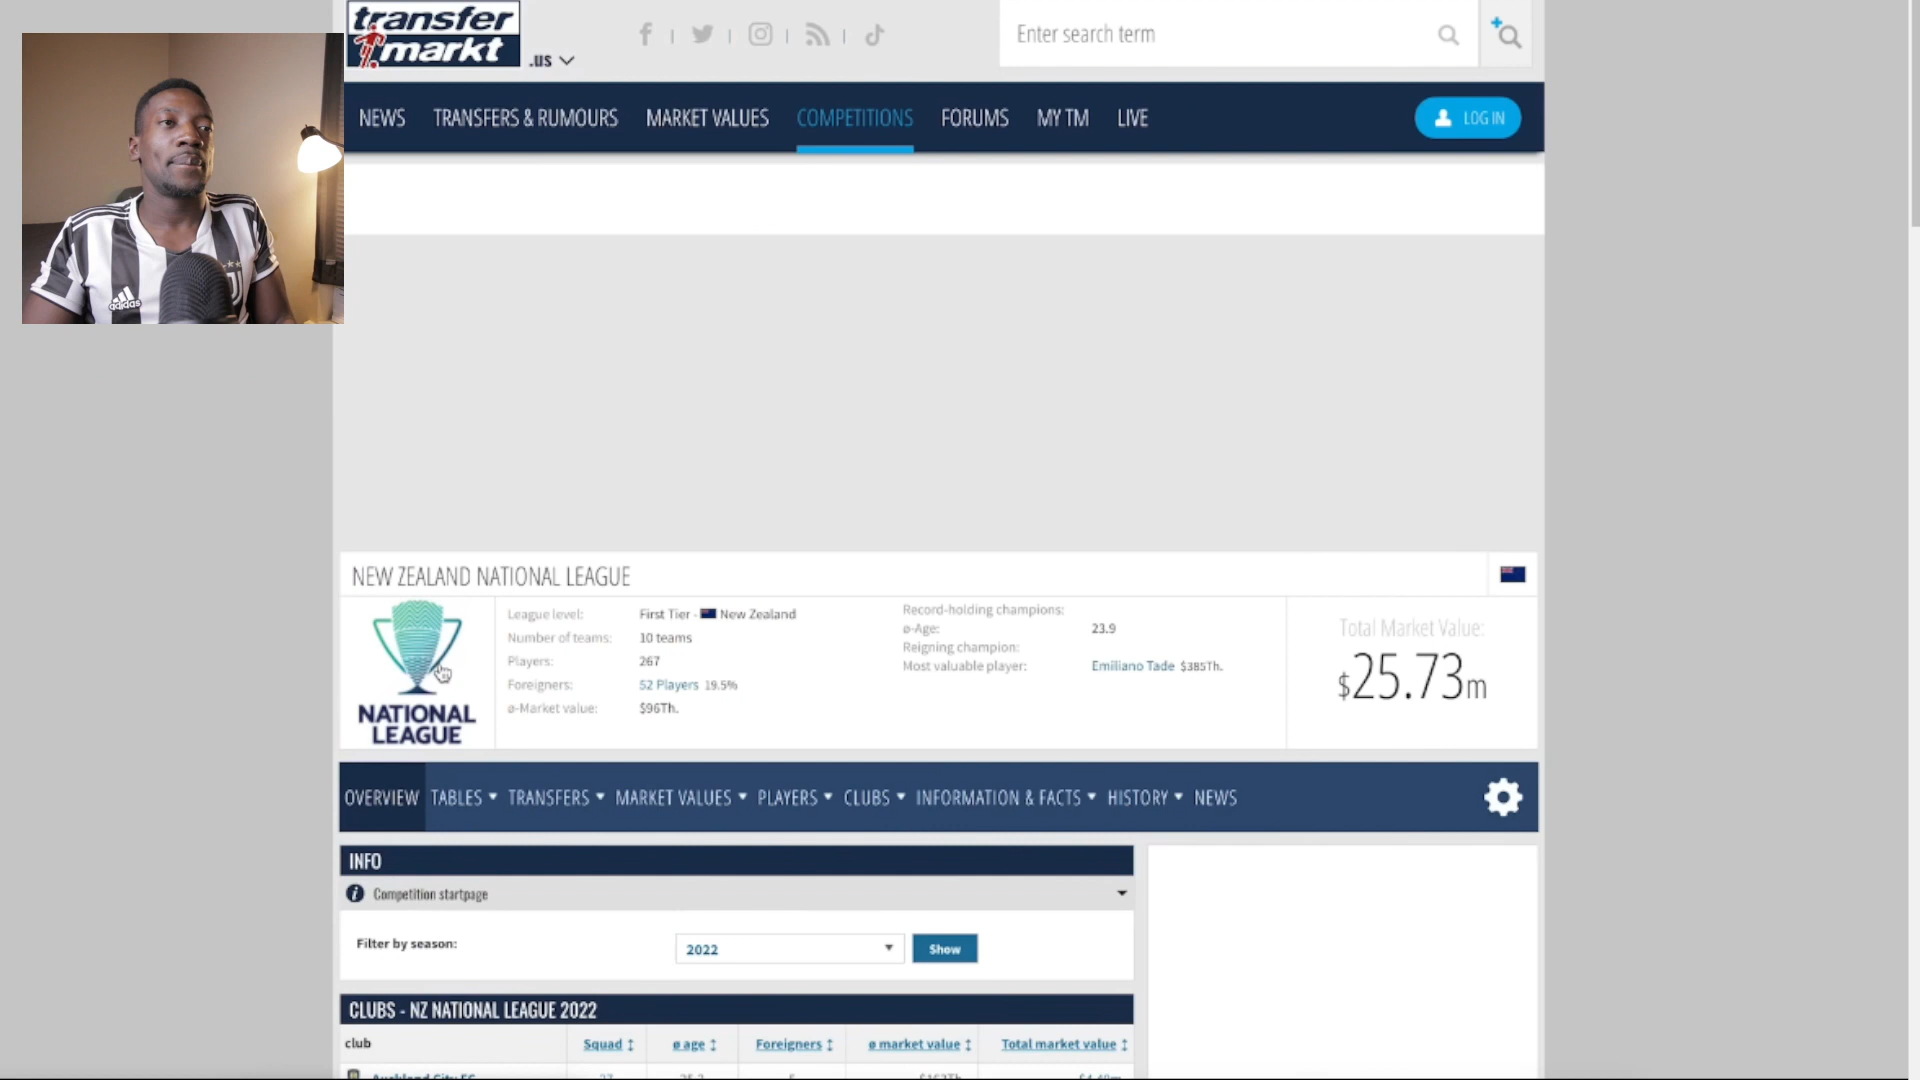 transfer
markt
.us
Enter search term
NEWS TRANSFERS & RUMOURS MARKET VALUES COMPETITIONS FORUMS MY TM LIVE LOG IN
adidas
NEW ZEALAND NATIONAL LEAGUE
NATIONAL
LEAGUE
League level: First Tier - New Zealand
Number of teams: 10 teams
Players: 267
Foreigners: 52 Players 19.5%
ø-Market value: $96Th.
Record-holding champions:
ø-Age: 23.9
Reigning champion:
Most valuable player: Emiliano Tade $385Th.
Total Market Value:
$25.73m
OVERVIEW TABLES TRANSFERS MARKET VALUES PLAYERS CLUBS INFORMATION & FACTS HISTORY NEWS
INFO
Competition startpage
Filter by season: 2022 Show
CLUBS - NZ NATIONAL LEAGUE 2022
club Squad ø age Foreigners ø market value Total market value
Auckland City FC